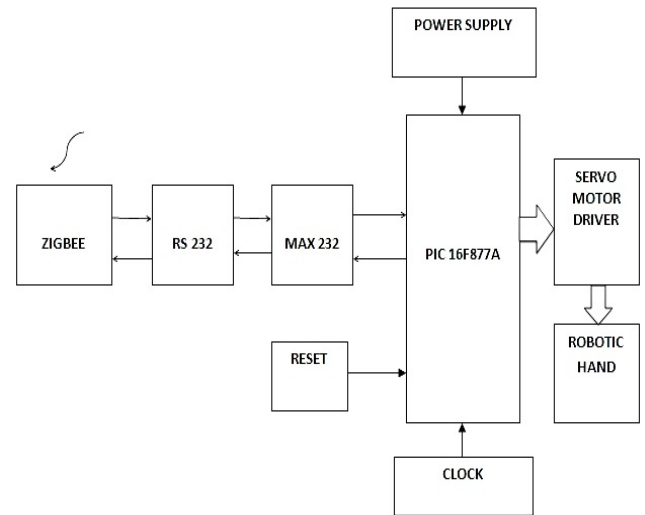 POWER SUPPLY
ZIGBEE
RS 232
MAX 232
PIC 16F877A
SERVO
MOTOR
DRIVER
RESET
ROBOTIC
HAND
CLOCK